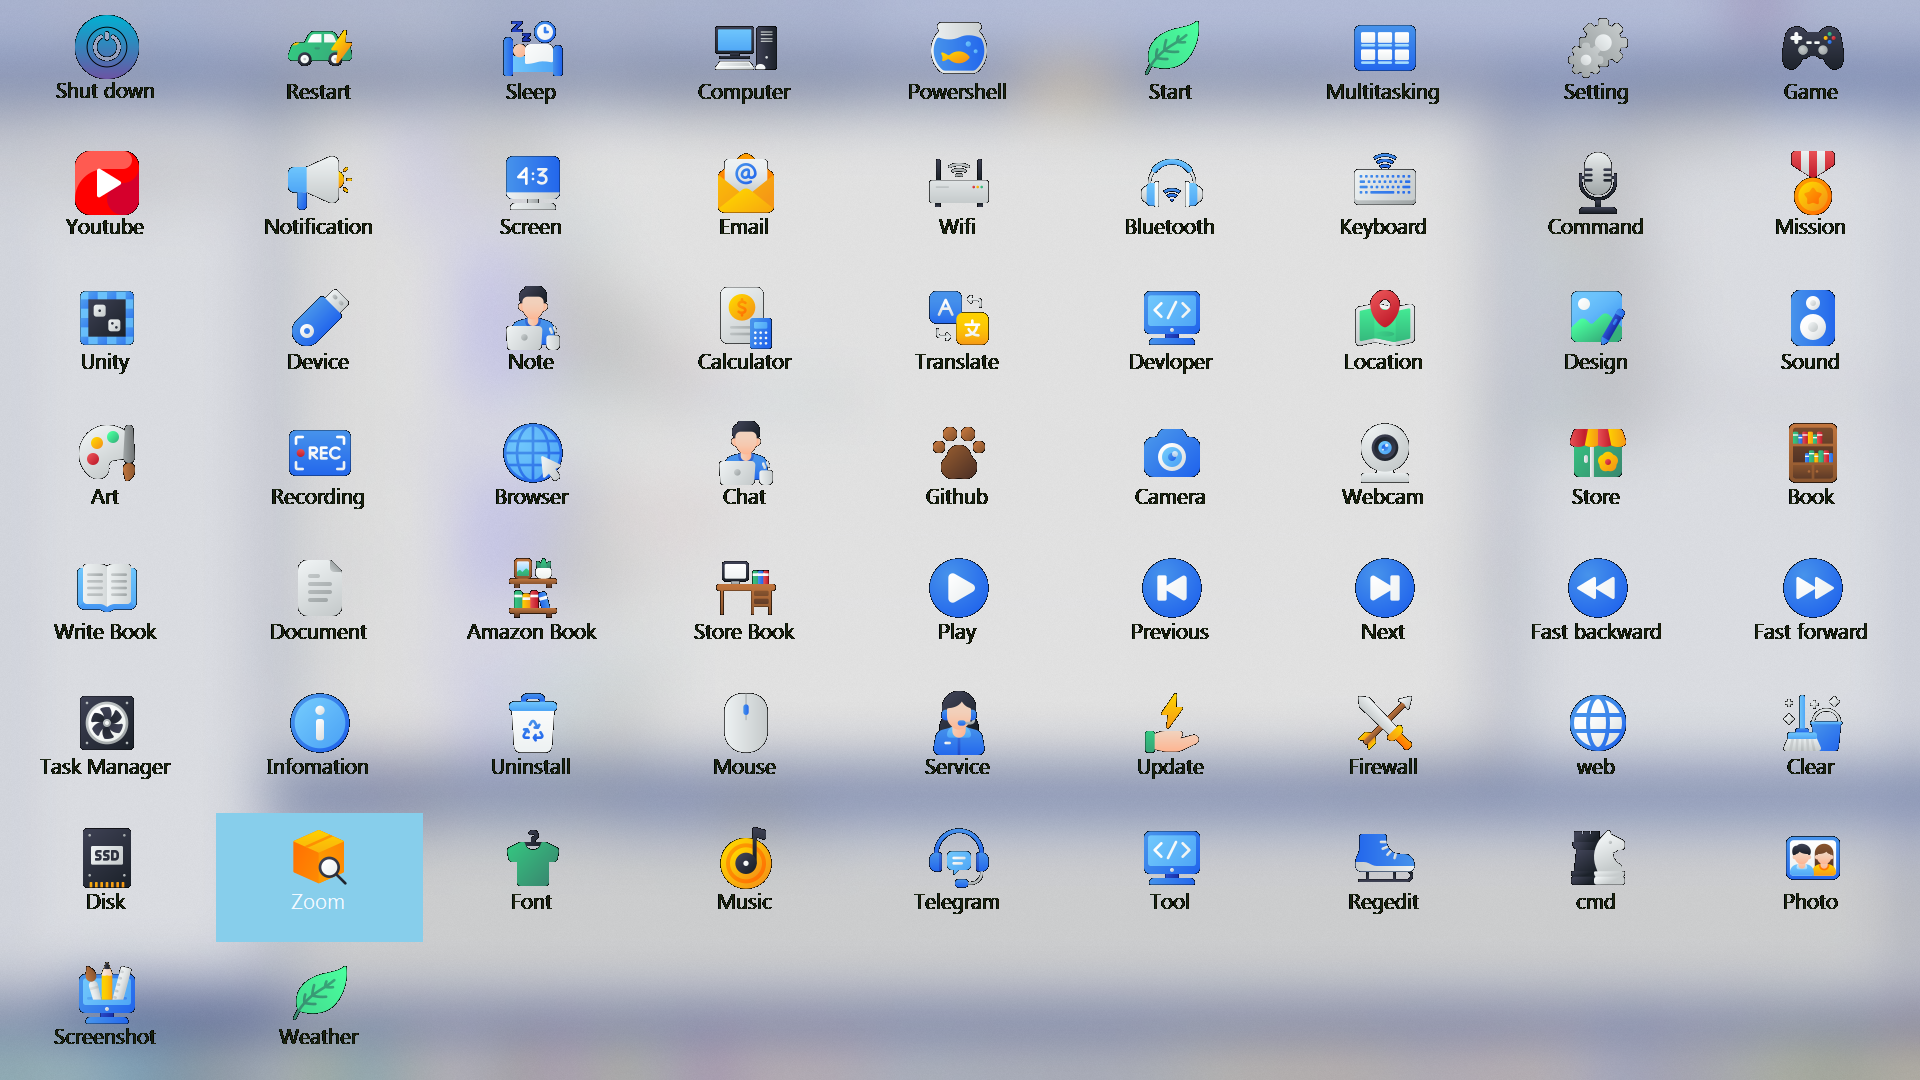 Shut down
Restart
Sleep
Computer
Powershell
Start
Multitasking
Setting
Game
Youtube
Notification
4:3
Screen
@
Email
Wifi
Bluetooth
Keyboard
Command
Mission
Unity
Device
Note
$
Calculator
A
文
Translate
</>
Devloper
Location
Design
Sound
Art
REC
Recording
Browser
Chat
Github
Camera
Webcam
Store
Book
Write Book
Document
Amazon Book
Store Book
Play
Previous
Next
Fast backward
Fast forward
Task Manager
i
Infomation
Uninstall
Mouse
Service
Update
Firewall
web
Clear
SSD
Disk
Zoom
Font
Music
Telegram
</>
Tool
Regedit
cmd
Photo
Screenshot
Weather